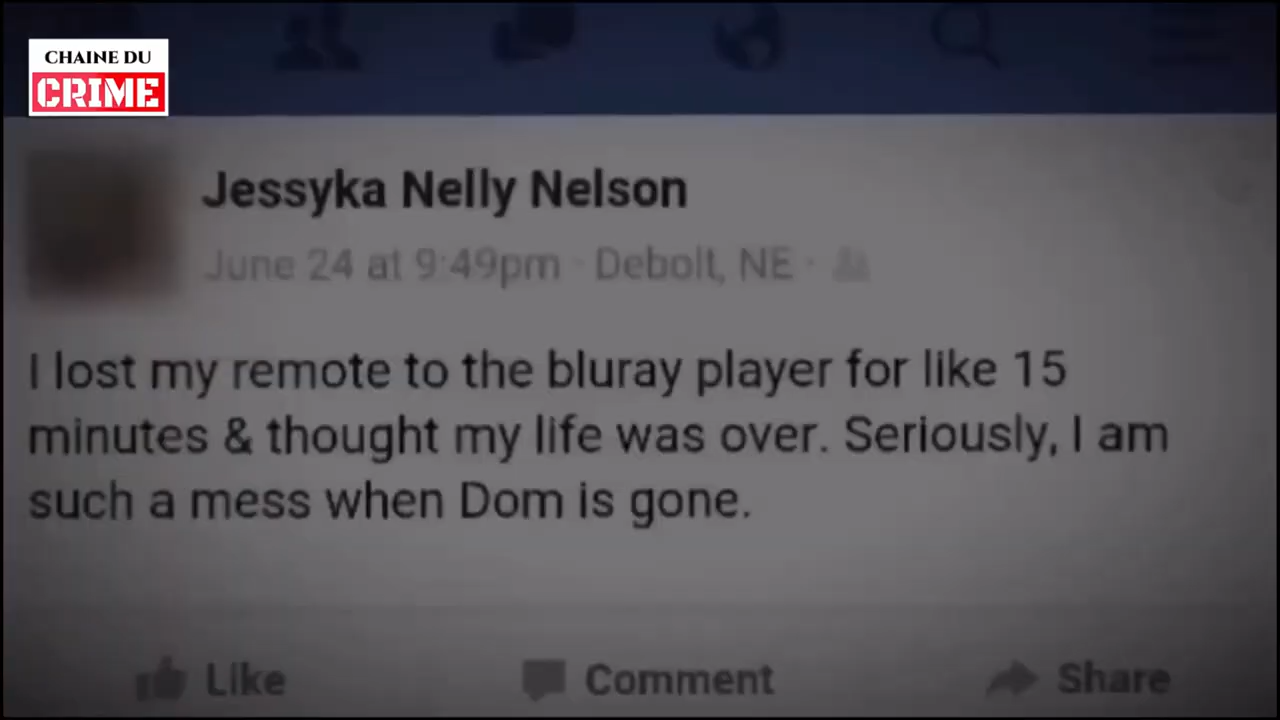 CHAINE DU
CRIME
Jessyka Nelly Nelson
June 24 at 9:49pm · Debolt, NE ·
I lost my remote to the bluray player for like 15
minutes & thought my life was over. Seriously, I am
such a mess when Dom is gone.
Like Comment Share